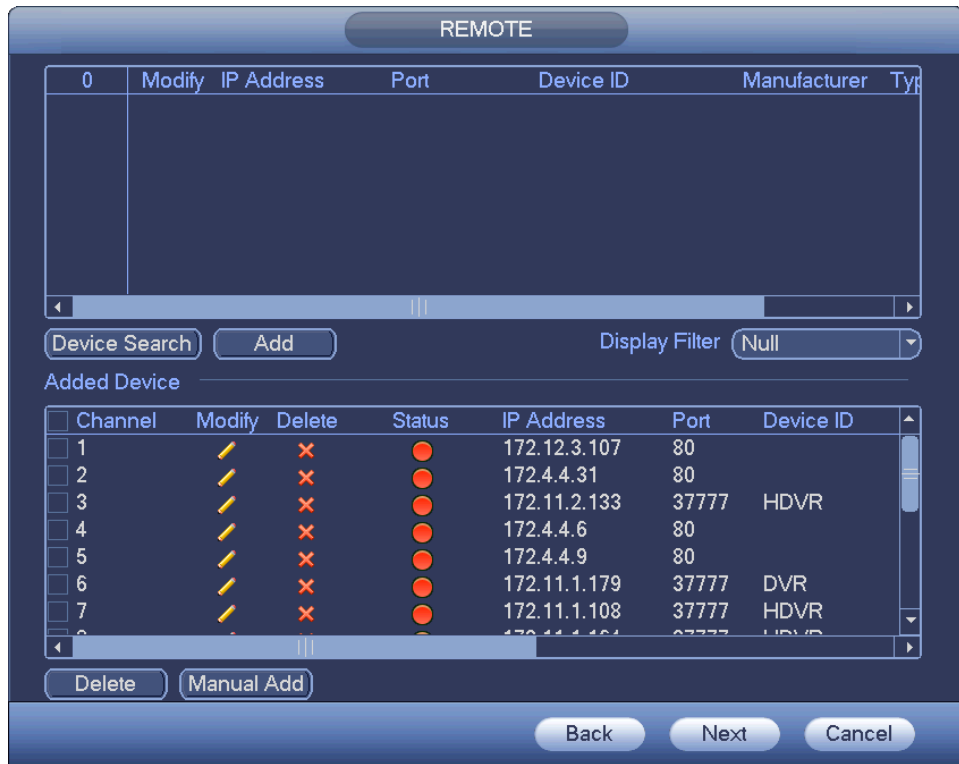 REMOTE
0 Modify IP Address Port Device ID Manufacturer Typ
Device Search Add Display Filter Null
Added Device
Channel Modify Delete Status IP Address Port Device ID
1 172.12.3.107 80
2 172.4.4.31 80
3 172.11.2.133 37777 HDVR
4 172.4.4.6 80
5 172.4.4.9 80
6 172.11.1.179 37777 DVR
7 172.11.1.108 37777 HDVR
Delete Manual Add
Back Next Cancel